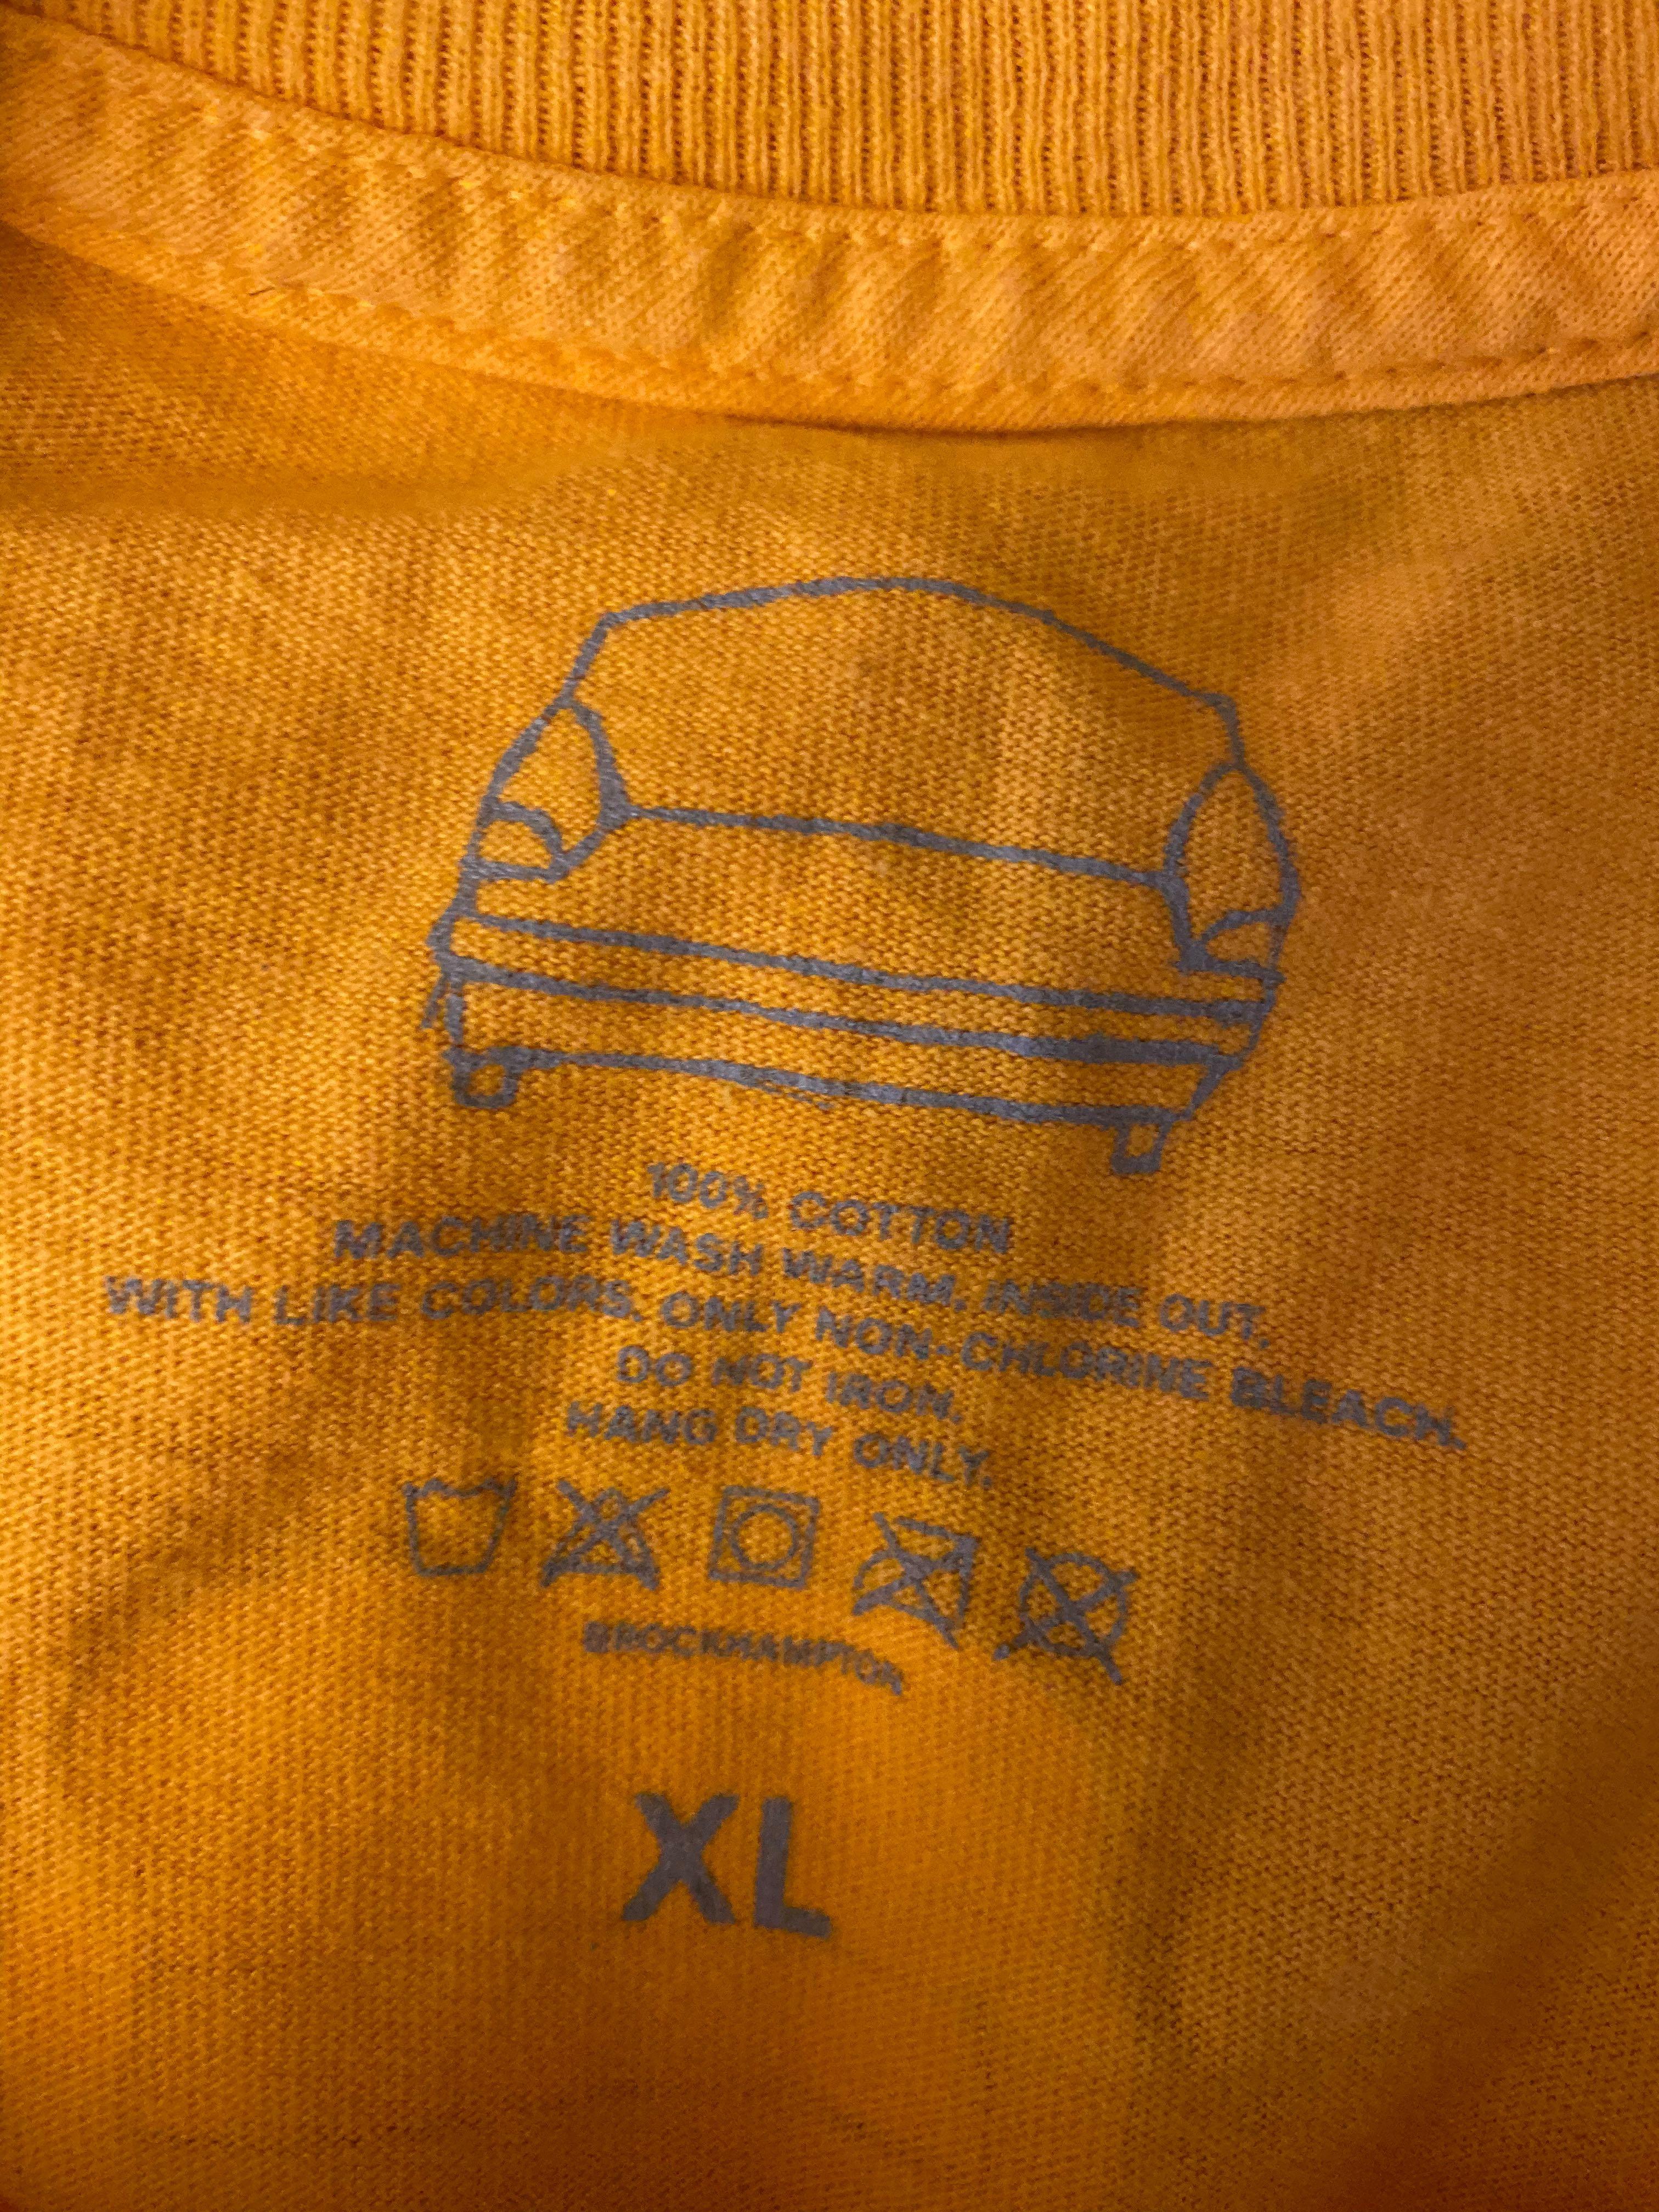 100% COTTON
MACHINE WASH WARM. INSIDE OUT.
WITH LIKE COLORS. ONLY NON-CHLORINE BLEACH.
DO NOT IRON.
HANG DRY ONLY.
BROCKHAMPTON
XL